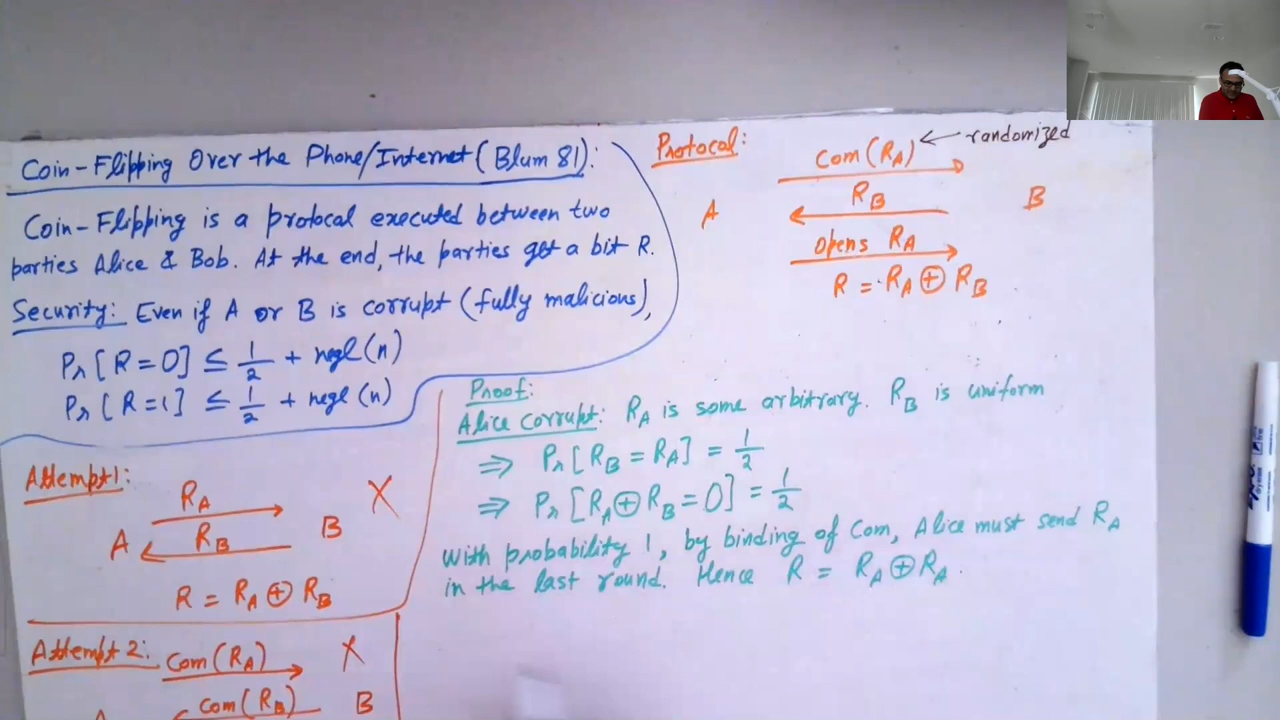 Coin-Flipping Over the Phone/Internet (Blum 81):
Coin-Flipping is a protocal executed between two
parties Alice & Bob. At the end, the parties get a bit R.
Security: Even if A or B is corrupt (fully malicious),
Pr[R=0] ≤ 1/2 + negl(n)
Pr[R=1] ≤ 1/2 + negl(n)
Attempt 1:
R_A
X
A
B
R_B
R = R_A ⊕ R_B
Attempt 2:
Com(R_A)
X
Com(R_B)
B
Protocol:
Com(R_A) ← randomized
R_B
A
B
Opens R_A
R = R_A ⊕ R_B
Proof:
Alice Corrupt: R_A is some arbitrary. R_B is uniform
⇒ Pr[R_B = R_A] = 1/2
⇒ Pr[R_A ⊕ R_B = 0] = 1/2
With probability 1, by binding of Com, Alice must send R_A
in the last round. Hence R = R_A ⊕ R_A.